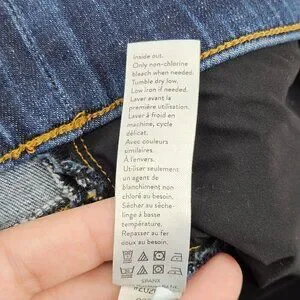 inside out.
Only non-chlorine
bleach when needed.
Tumble dry low.
Low iron if needed.
Laver avant la
première utilisation.
Laver à froid en
machine, cycle
délicat.
Avec couleurs
similaires.
À l'envers.
Utiliser seulement
un agent de
blanchiment non
chloré au besoin.
Sécher au sèche-
linge à basse
température.
Repasser au fer
doux au besoin.
SPANX